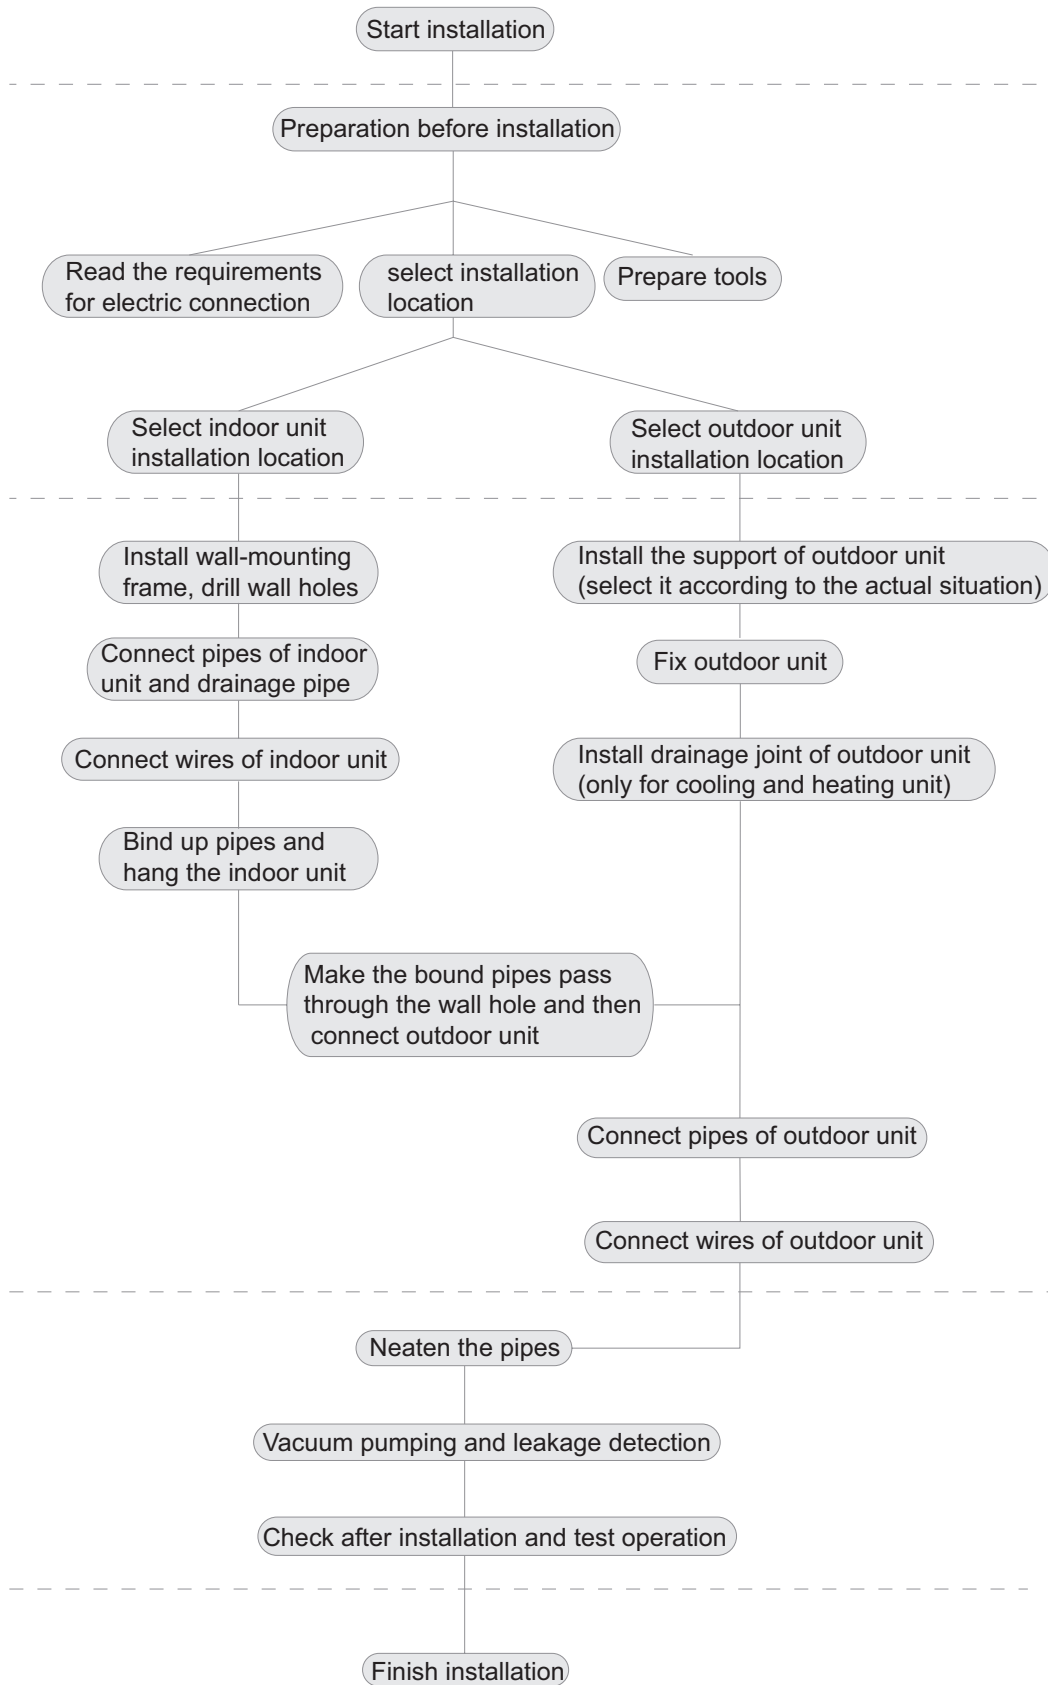 Start installation
Preparation before installation
Read the requirements
for electric connection
select installation
location
Prepare tools
Select indoor unit
installation location
Select outdoor unit
installation location
Install wall-mounting
frame, drill wall holes
Connect pipes of indoor
unit and drainage pipe
Connect wires of indoor unit
Bind up pipes and
hang the indoor unit
Install the support of outdoor unit
(select it according to the actual situation)
Fix outdoor unit
Install drainage joint of outdoor unit
(only for cooling and heating unit)
Make the bound pipes pass
through the wall hole and then
connect outdoor unit
Connect pipes of outdoor unit
Connect wires of outdoor unit
Neaten the pipes
Vacuum pumping and leakage detection
Check after installation and test operation
Finish installation